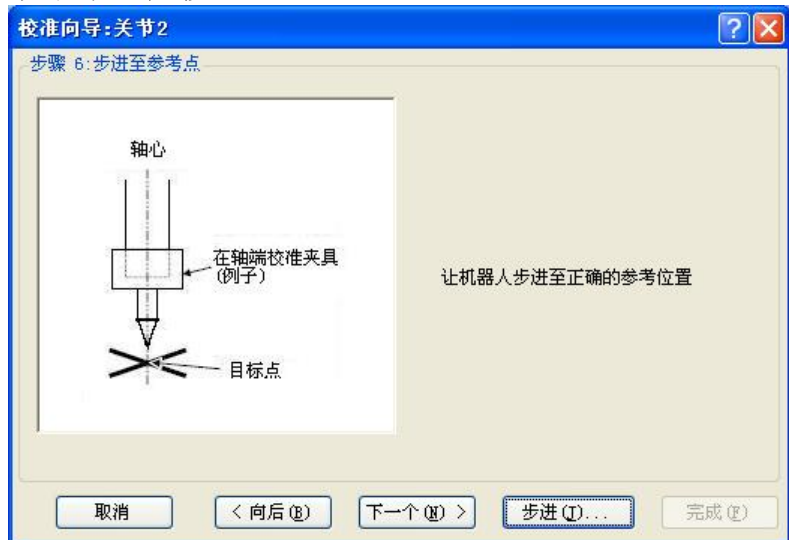 校准向导:关节2
步骤 6:步进至参考点
轴心
在轴端校准夹具
(例子)
目标点
让机器人步进至正确的参考位置
取消
< 向后(B)
下一个(N) >
步进(J)...
完成(F)